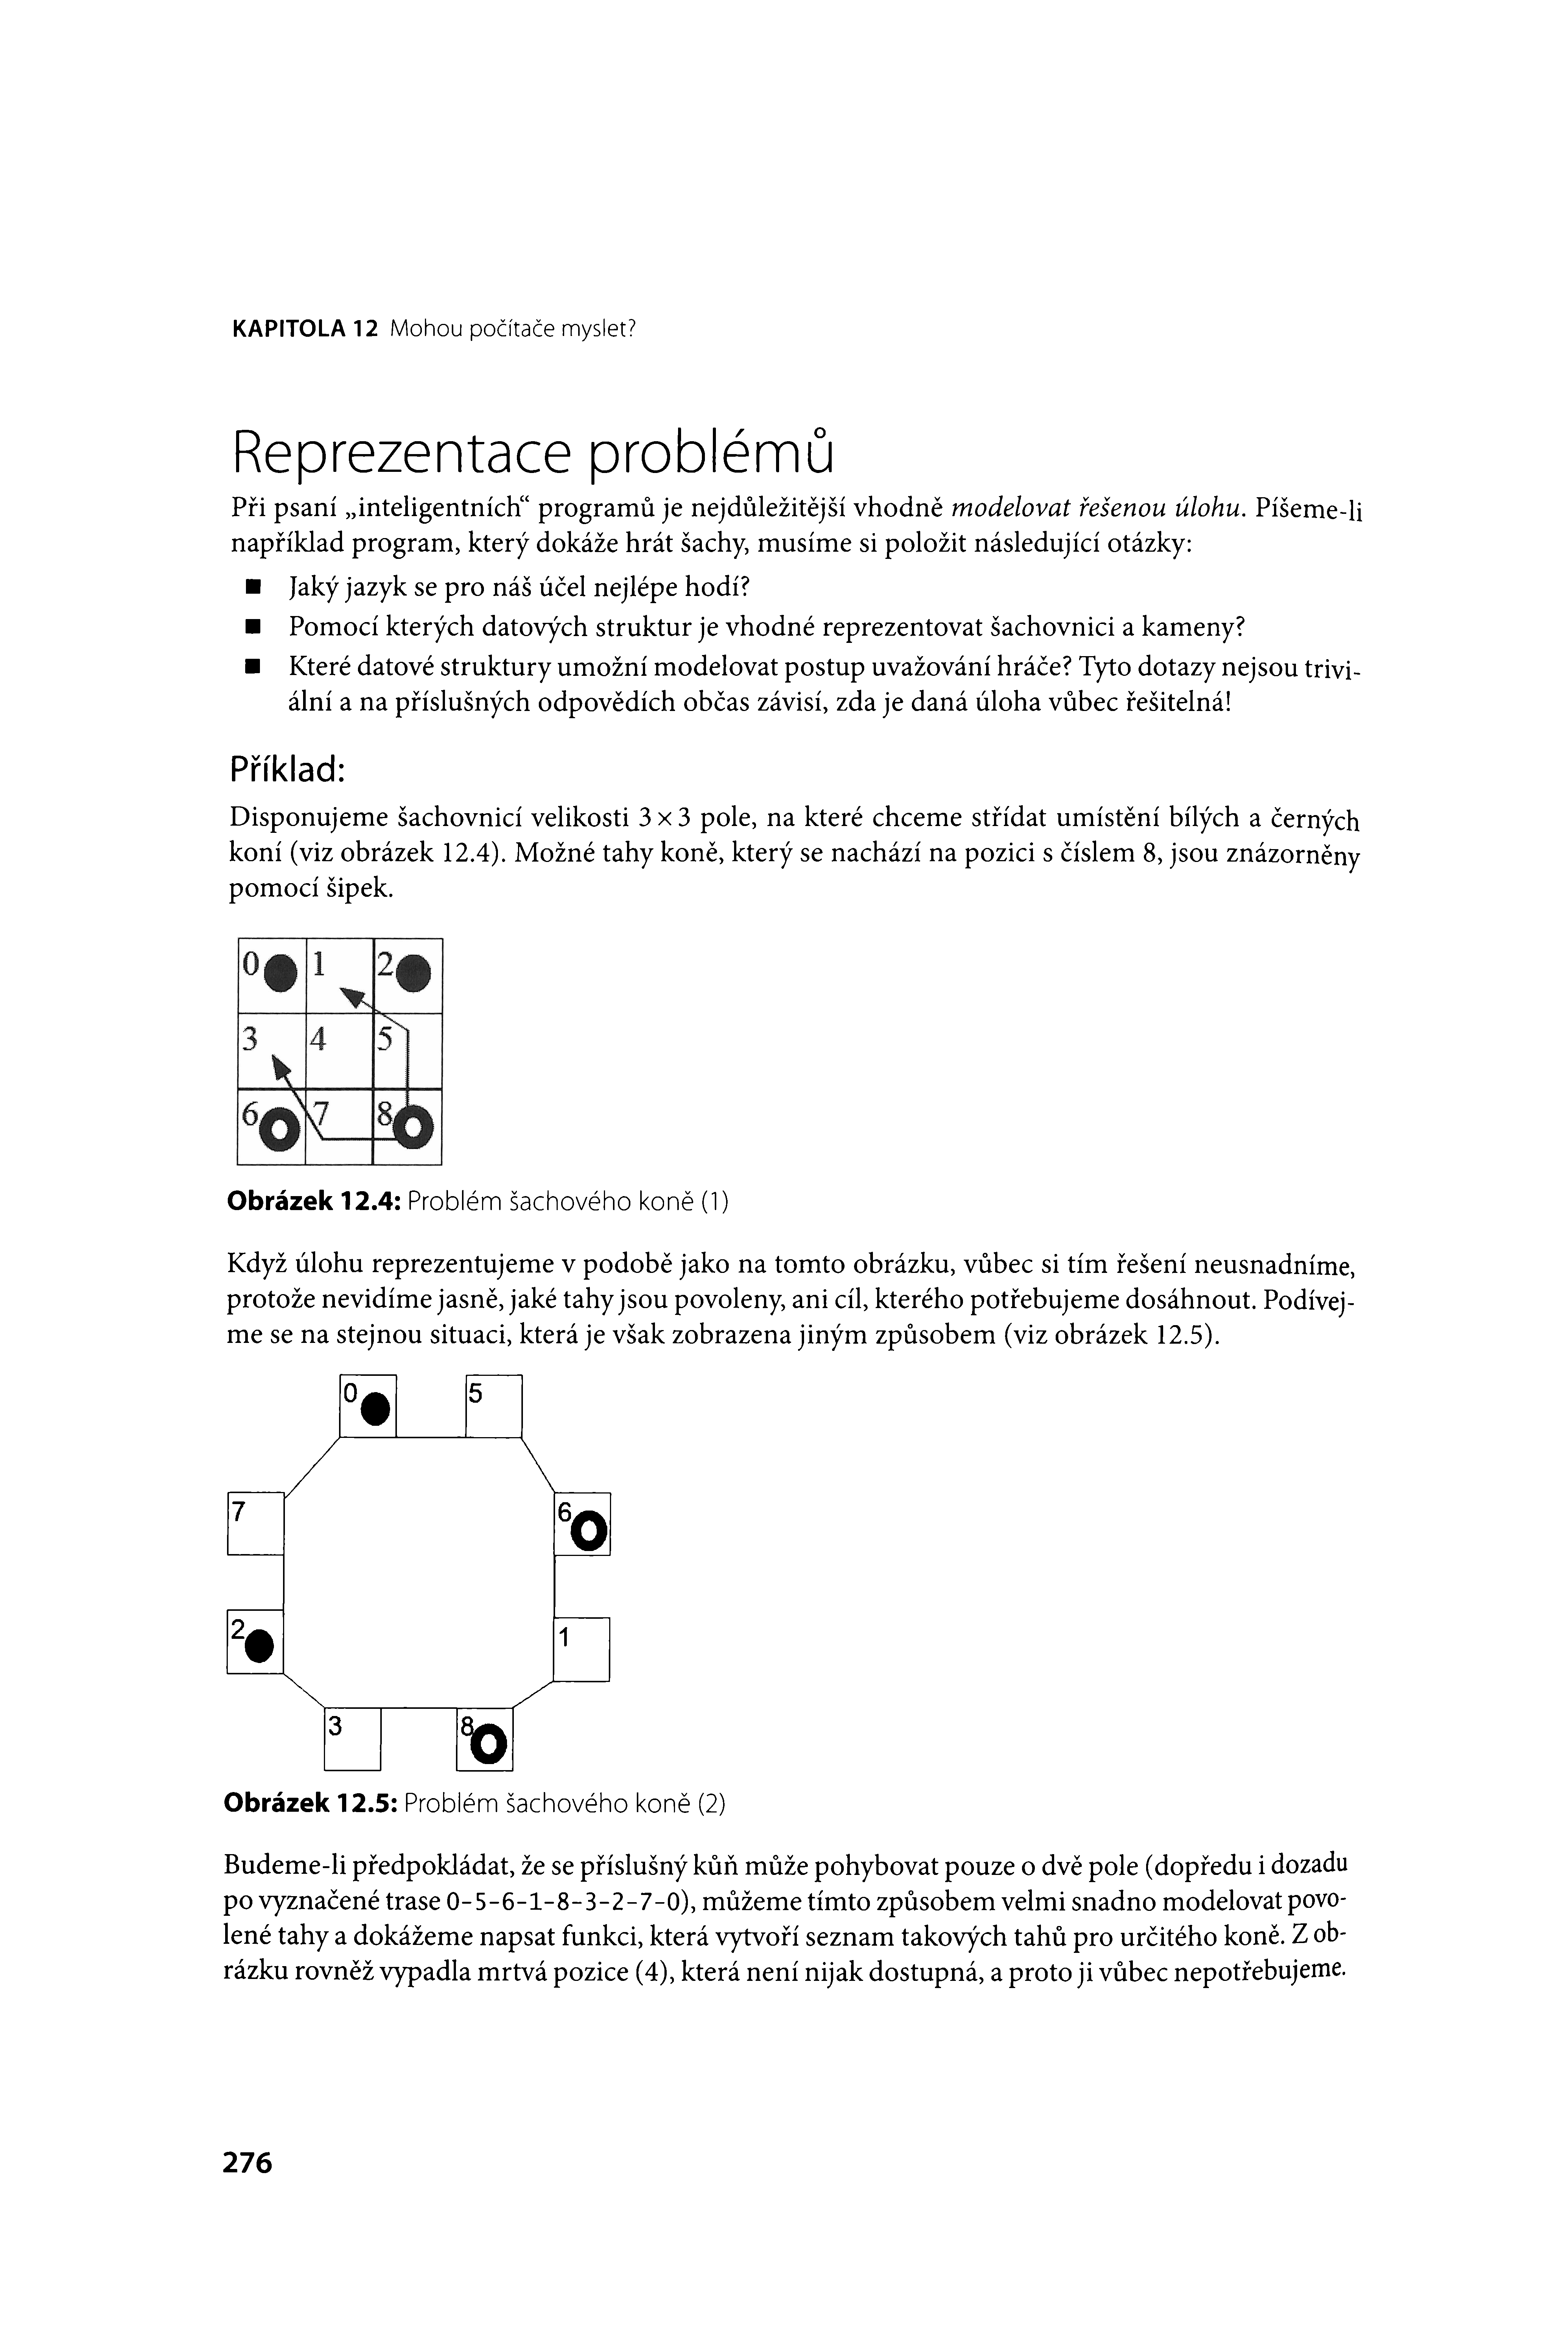 KAPITOLA 12 Mohou počítače myslet?
Reprezentace problémů
Při psaní „inteligentních“ programů je nejdůležitější vhodně modelovat řešenou úlohu. Píšeme-li
například program, který dokáže hrát šachy, musíme si položit následující otázky:
■ Jaký jazyk se pro náš účel nejlépe hodí?
■ Pomocí kterých datových struktur je vhodné reprezentovat šachovnici a kameny?
■ Které datové struktury umožní modelovat postup uvažování hráče? Tyto dotazy nejsou trivi-
ální a na příslušných odpovědích občas závisí, zda je daná úloha vůbec řešitelná!
Příklad:
Disponujeme šachovnicí velikosti 3 × 3 pole, na které chceme střídat umístění bílých a černých
koní (viz obrázek 12.4). Možné tahy koně, který se nachází na pozici s číslem 8, jsou znázorněny
pomocí šipek.
0 1 2
3 4 5
6 7 8
Obrázek 12.4: Problém šachového koně (1)
Když úlohu reprezentujeme v podobě jako na tomto obrázku, vůbec si tím řešení neusnadníme,
protože nevidíme jasně, jaké tahy jsou povoleny, ani cíl, kterého potřebujeme dosáhnout. Podívej-
me se na stejnou situaci, která je však zobrazena jiným způsobem (viz obrázek 12.5).
0 5
7 6
2 1
3 8
Obrázek 12.5: Problém šachového koně (2)
Budeme-li předpokládat, že se příslušný kůň může pohybovat pouze o dvě pole (dopředu i dozadu
po vyznačené trase 0-5-6-1-8-3-2-7-0), můžeme tímto způsobem velmi snadno modelovat povo-
lené tahy a dokážeme napsat funkci, která vytvoří seznam takových tahů pro určitého koně. Z ob-
rázku rovněž vypadla mrtvá pozice (4), která není nijak dostupná, a proto ji vůbec nepotřebujeme.
276